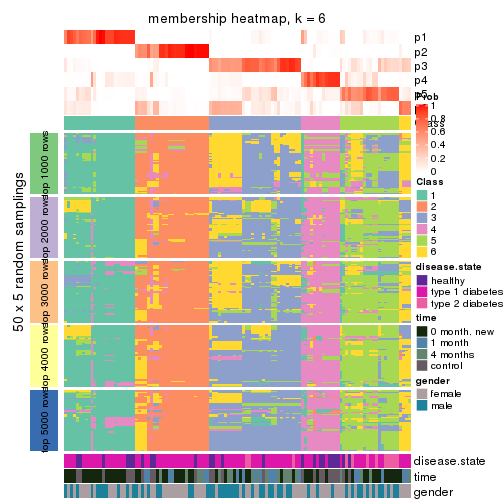 membership heatmap, k = 6
p1
p2
p3
p4
p5
Prob
1
0.8
0.6
0.4
0.2
0
Class
1
2
3
4
5
6
disease.state
healthy
type 1 diabetes
type 2 diabetes
time
0 month. new
1 month
4 months
control
gender
female
male
50 x 5 random samplings
top 1000 rows
top 2000 rows
top 3000 rows
top 4000 rows
top 5000 rows
disease.state
time
gender